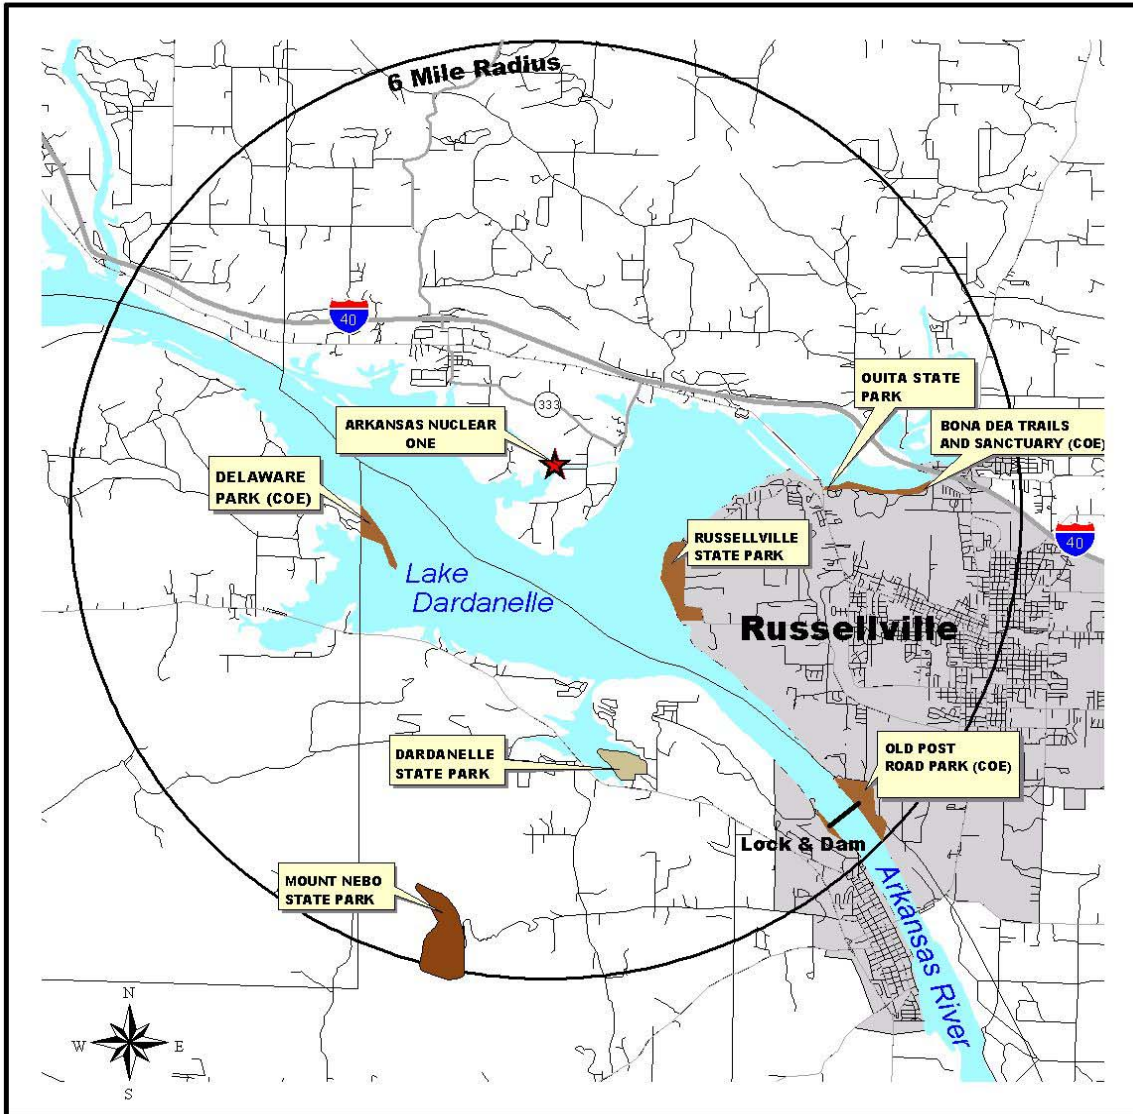 6 Mile Radius
40
OUITA STATE
PARK
333
ARKANSAS NUCLEAR
ONE
BONA DEA TRAILS
AND SANCTUARY (COE)
DELAWARE
PARK (COE)
RUSSELLVILLE
STATE PARK
40
Lake
Dardanelle
Russellville
DARDANELLE
STATE PARK
OLD POST
ROAD PARK (COE)
Lock & Dam
MOUNT NEBO
STATE PARK
Arkansas River
N
W
E
S